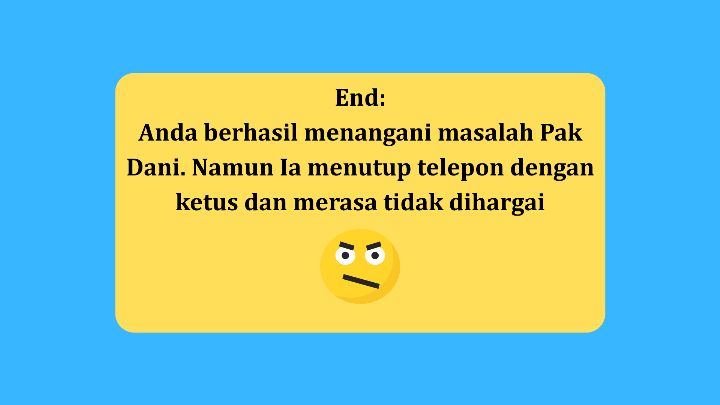 End:
Anda berhasil menangani masalah Pak
Dani. Namun Ia menutup telepon dengan
ketus dan merasa tidak dihargai